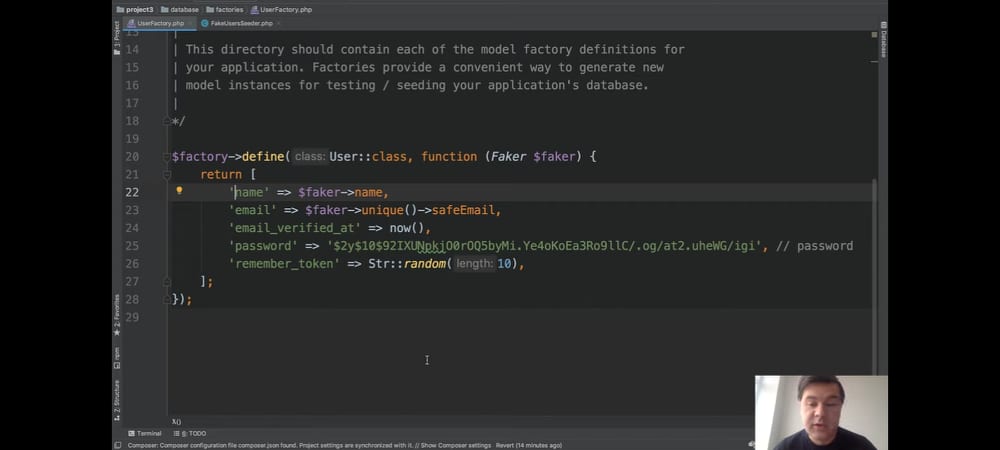 project3 database factories UserFactory.php
UserFactory.php FakeUsersSeeder.php
13 |
14 | This directory should contain each of the model factory definitions for
15 | your application. Factories provide a convenient way to generate new
16 | model instances for testing / seeding your application's database.
17 |
18 */
19
20 $factory->define( class: User::class, function (Faker $faker) {
21 return [
22 'name' => $faker->name,
23 'email' => $faker->unique()->safeEmail,
24 'email_verified_at' => now(),
25 'password' => '$2y$10$92IXUNpkjO0rOQ5byMi.Ye4oKoEa3Ro9llC/.og/at2.uheWG/igi', // password
26 'remember_token' => Str::random( length: 10),
27 ];
28 });
29
1: Project
2: Favorites
npm
Z: Structure
Database
λ()
Terminal 6: TODO
Composer: Configuration file composer.json found. Project settings are synchronized with it. // Show Composer settings Revert (14 minutes ago)